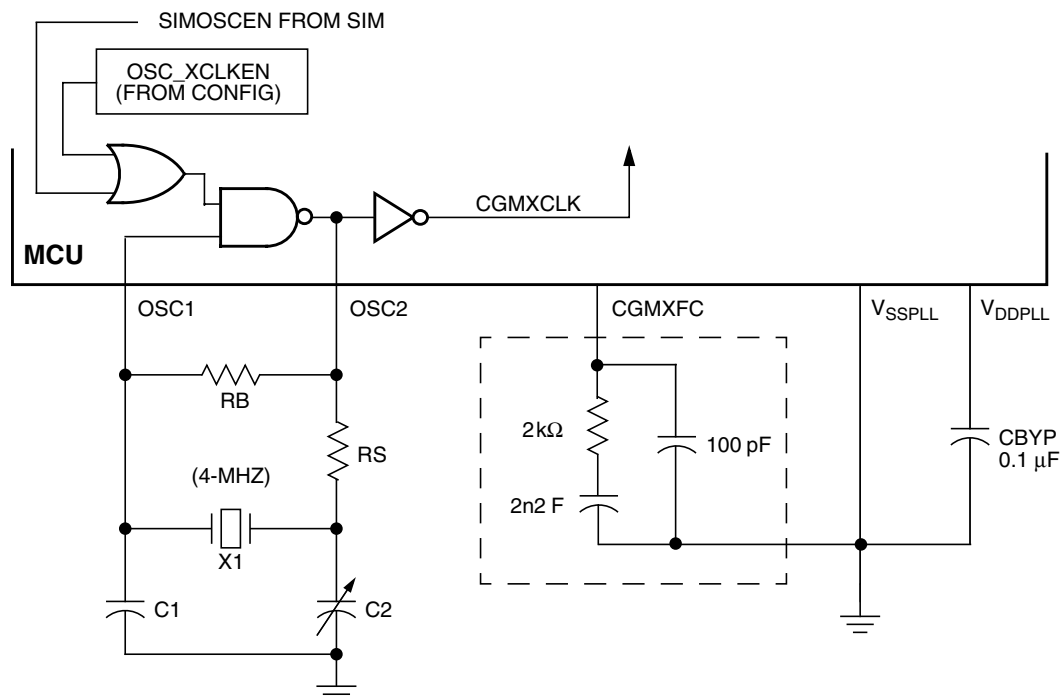 SIMOSCEN FROM SIM
OSC_XCLKEN
(FROM CONFIG)
CGMXCLK
MCU
OSC1
OSC2
CGMXFC
VSSPLL
VDDPLL
RB
2kΩ
100 pF
CBYP
0.1 µF
RS
(4-MHZ)
2n2 F
X1
C1
C2